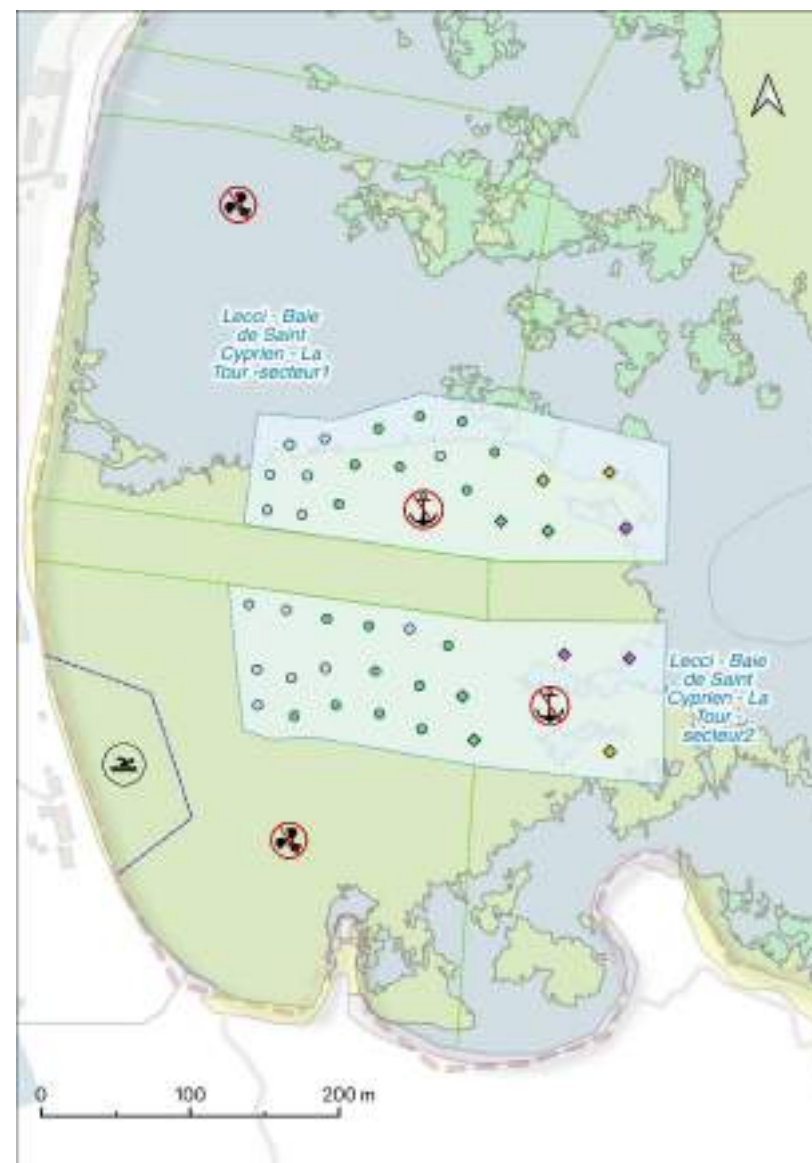 Lecci - Baie
de Saint
Cyprien - La
Tour -secteur1
Lecci - Baie
de Saint
Cyprien - La
Tour -
secteur2
0 100 200 m